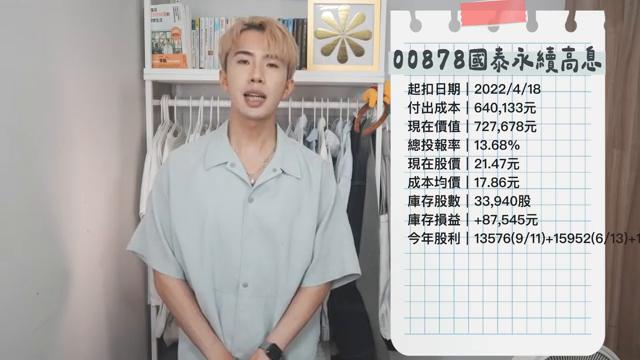 00878國泰永續高息
起扣日期｜2022/4/18
付出成本｜640,133元
現在價值｜727,678元
總投報率｜13.68%
現在股價｜21.47元
成本均價｜17.86元
庫存股數｜33,940股
庫存損益｜+87,545元
今年股利｜13576(9/11)+15952(6/13)+1